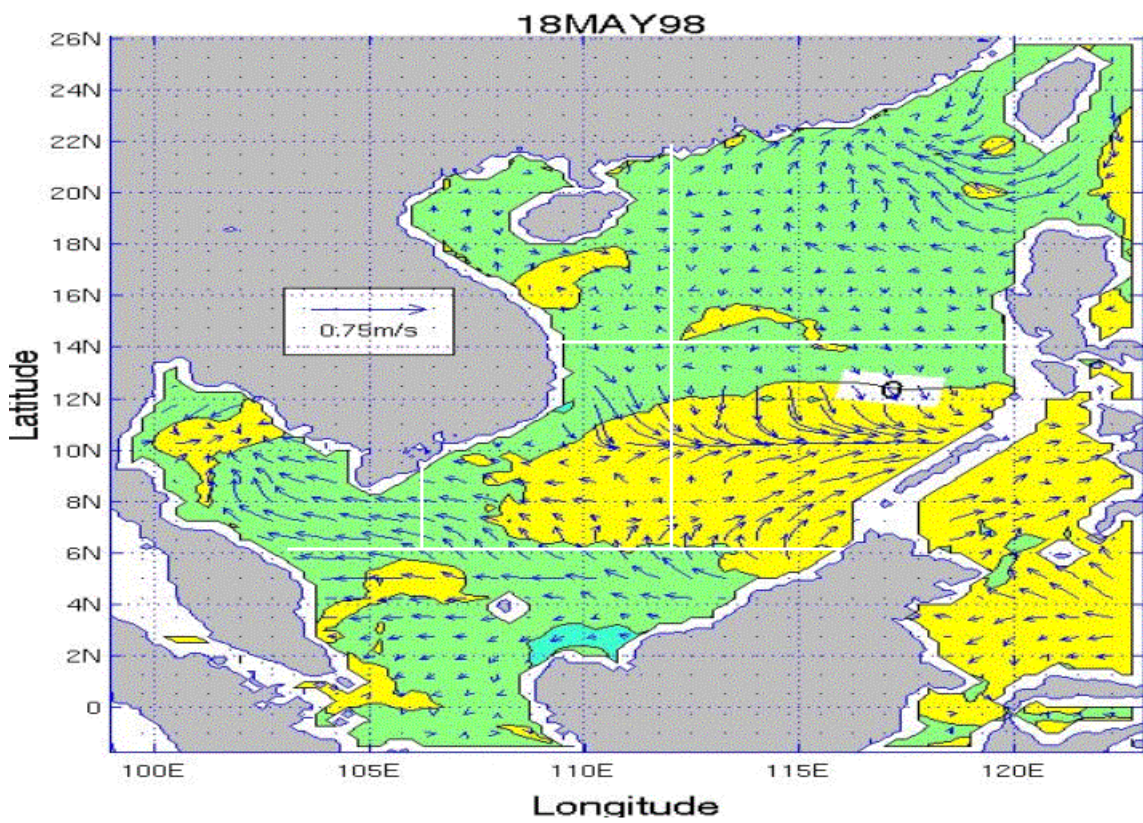 18MAY98
26N
24N
22N
20N
18N
16N
14N
12N
10N
8N
6N
4N
2N
0
Latitude
0.75m/s
0
100E
105E
110E
115E
120E
Longitude